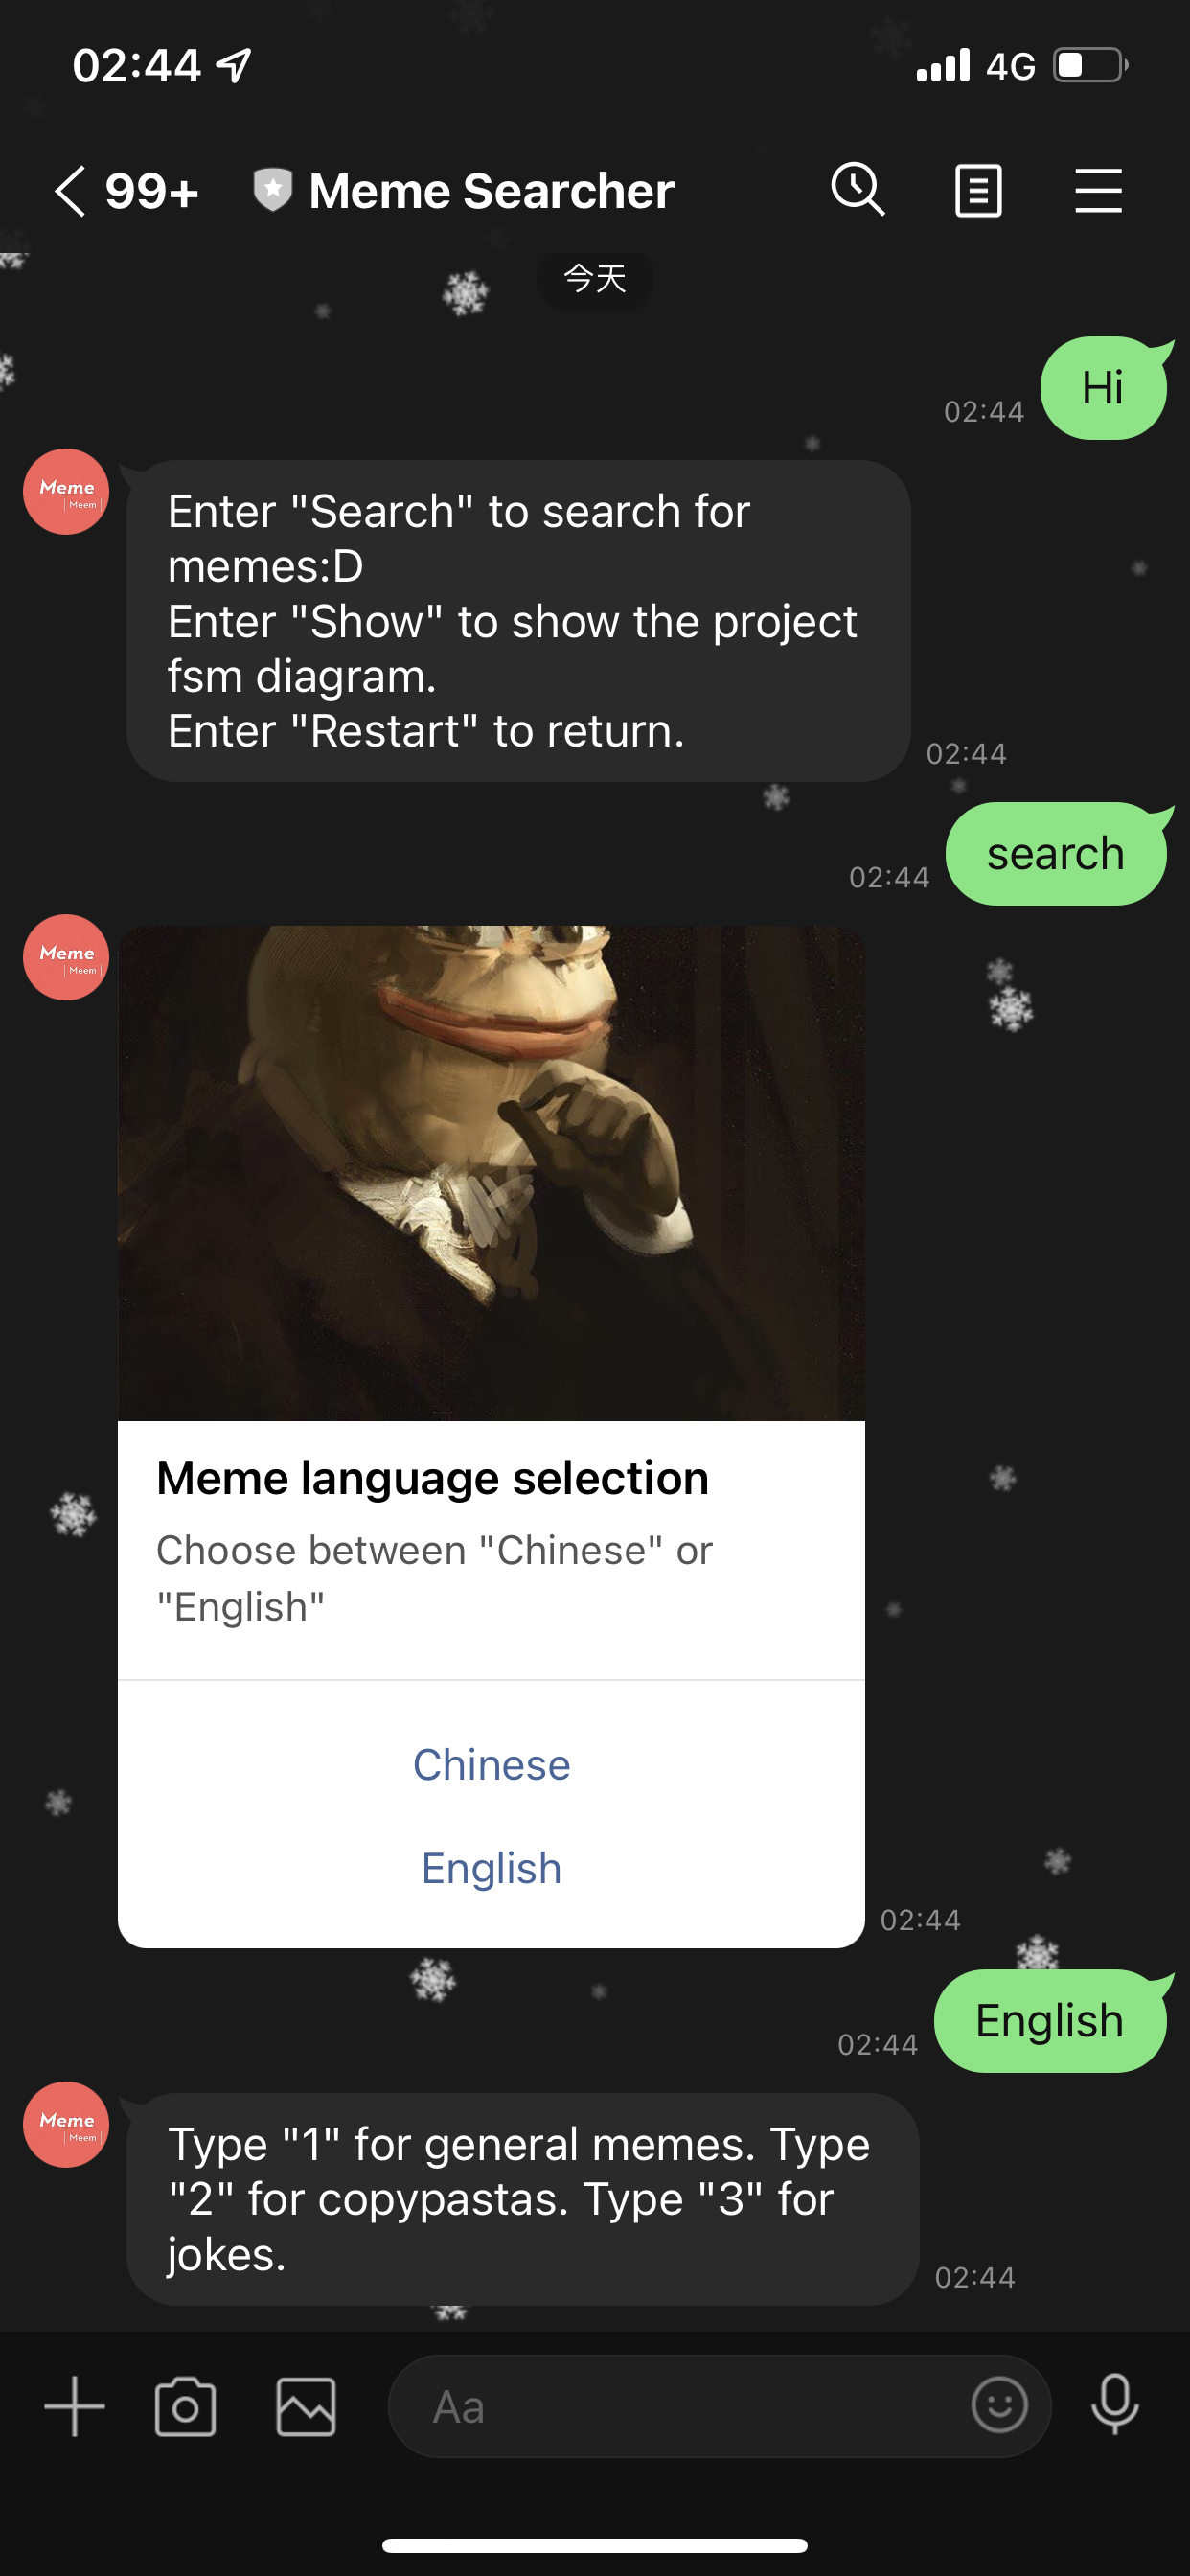 02:44
4G
99+ Meme Searcher
今天
Hi
02:44
Meme
Meem
Enter "Search" to search for
memes:D
Enter "Show" to show the project
fsm diagram.
Enter "Restart" to return.
02:44
search
02:44
Meme
Meem
Meme language selection
Choose between "Chinese" or
"English"
Chinese
English
02:44
English
02:44
Meme
Meem
Type "1" for general memes. Type
"2" for copypastas. Type "3" for
jokes.
02:44
Aa